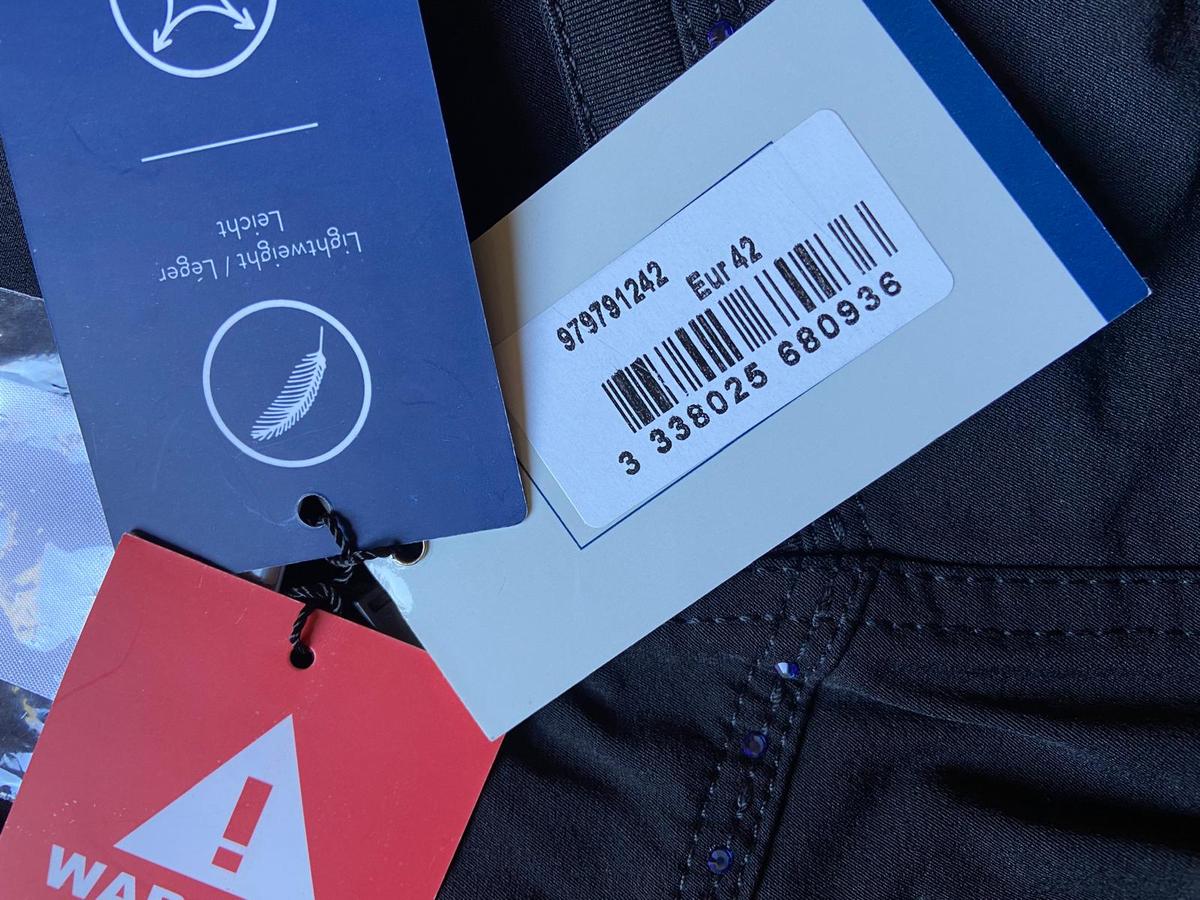 Lightweight / Léger
Leicht
979791242
Eur 42
3 338025 680936
!